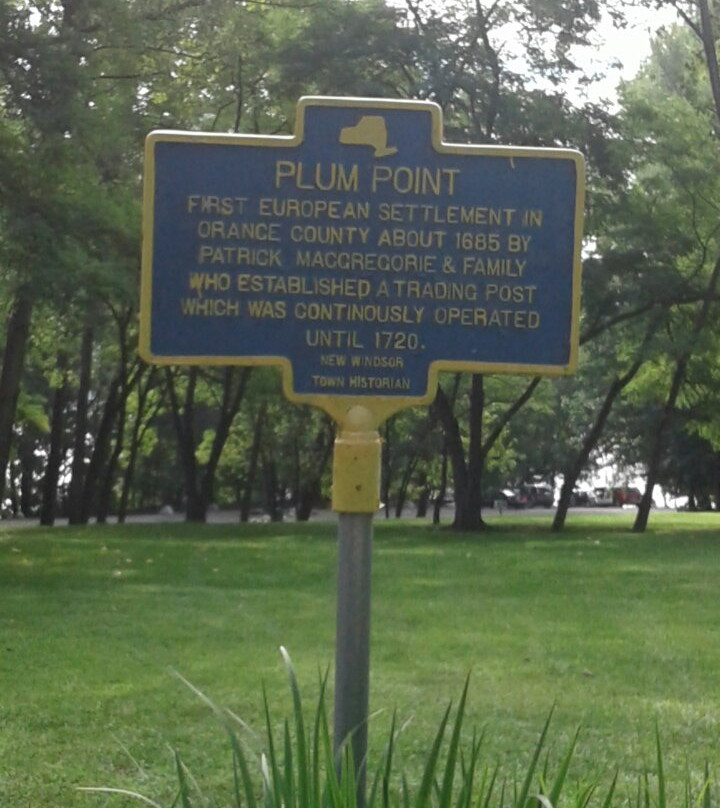 PLUM POINT
FIRST EUROPEAN SETTLEMENT IN
ORANGE COUNTY ABOUT 1685 BY
PATRICK MACGREGORIE & FAMILY
WHO ESTABLISHED A TRADING POST
WHICH WAS CONTINOUSLY OPERATED
UNTIL 1720.
NEW WINDSOR
TOWN HISTORIAN